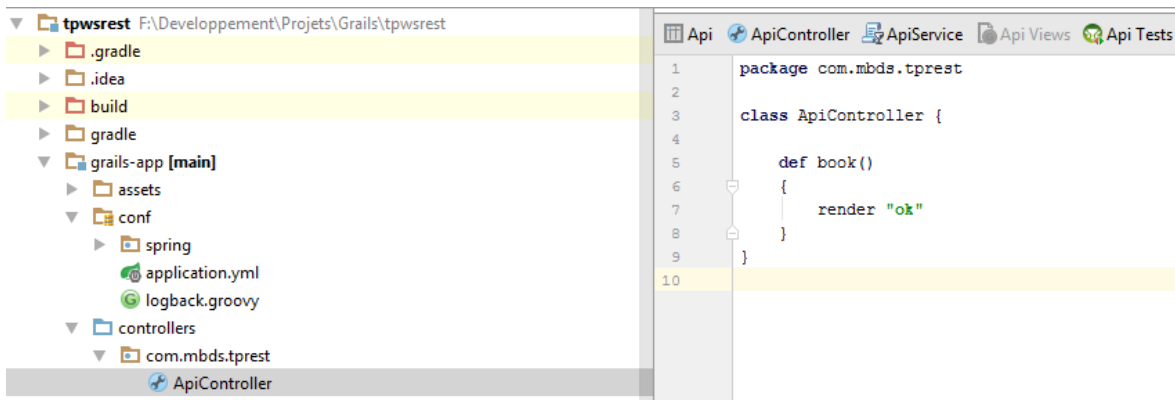 tpwsrest F:\Developpement\Projets\Grails\tpwsrest
.gradle
.idea
build
gradle
grails-app [main]
assets
conf
spring
application.yml
logback.groovy
controllers
com.mbds.tprest
ApiController
Api ApiController ApiService Api Views Api Tests
1 package com.mbds.tprest
2
3 class ApiController {
4
5 def book()
6 {
7 render "ok"
8 }
9 }
10